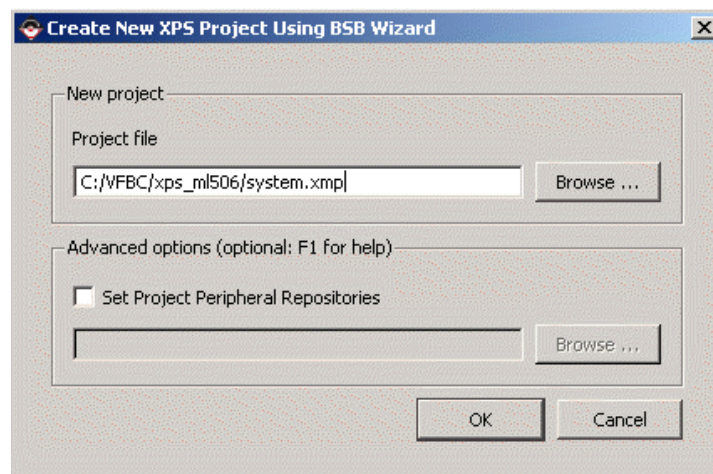 Create New XPS Project Using BSB Wizard
New project
Project file
C:/VFBC/xps_ml506/system.xmp
Browse ...
Advanced options (optional: F1 for help)
Set Project Peripheral Repositories
Browse ...
OK
Cancel